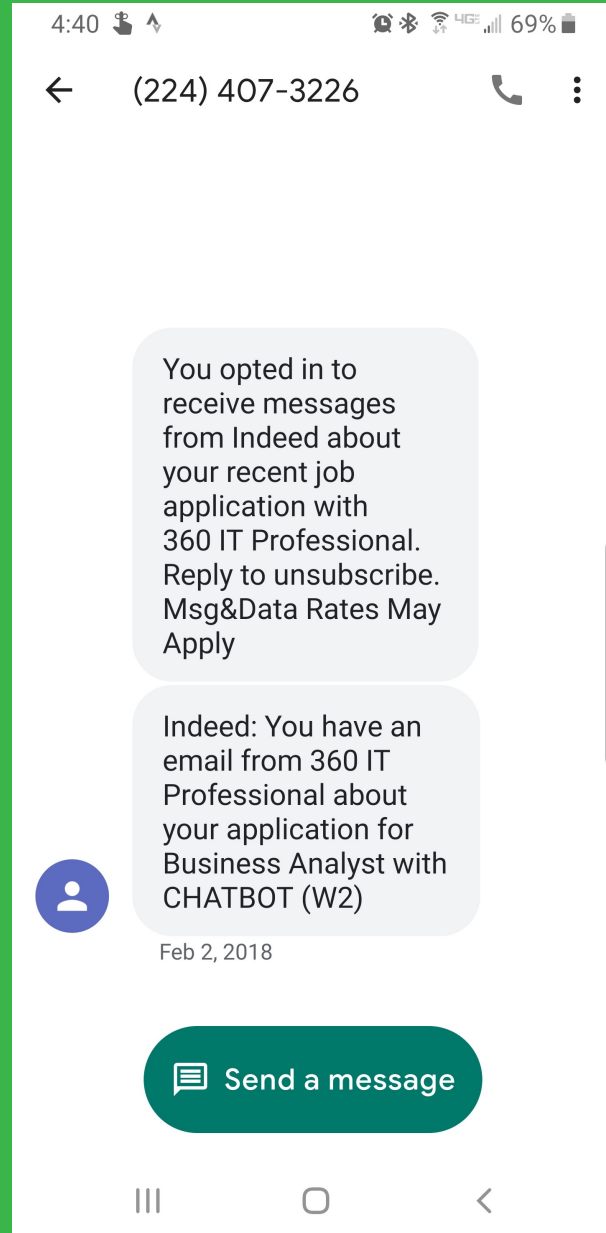 4:40 4GE 69%
(224) 407-3226
You opted in to
receive messages
from Indeed about
your recent job
application with
360 IT Professional.
Reply to unsubscribe.
Msg&Data Rates May
Apply
Indeed: You have an
email from 360 IT
Professional about
your application for
Business Analyst with
CHATBOT (W2)
Feb 2, 2018
Send a message